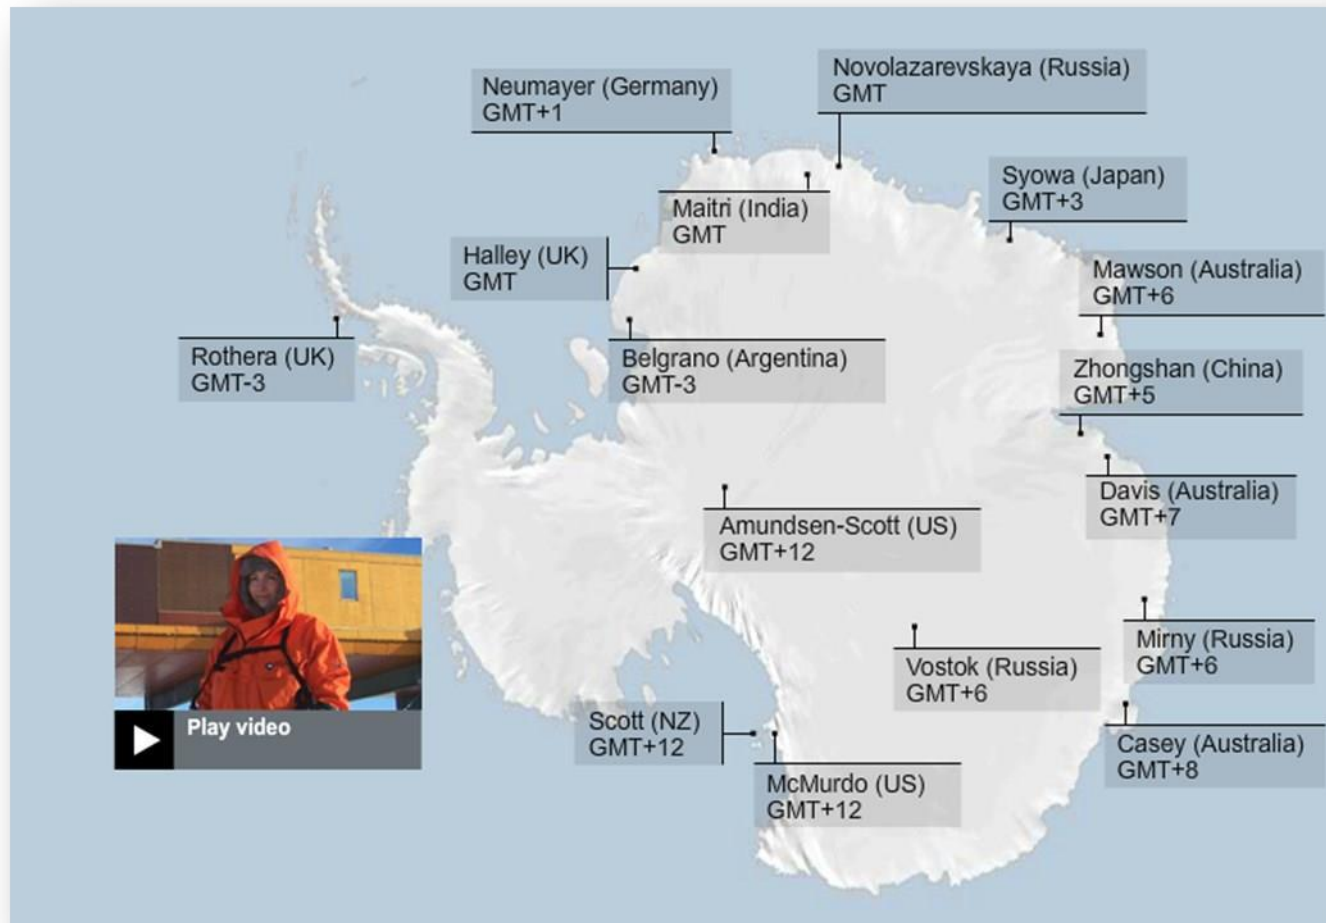 Neumayer (Germany)
GMT+1
Novolazarevskaya (Russia)
GMT
Maitri (India)
GMT
Syowa (Japan)
GMT+3
Halley (UK)
GMT
Mawson (Australia)
GMT+6
Rothera (UK)
GMT-3
Belgrano (Argentina)
GMT-3
Zhongshan (China)
GMT+5
Davis (Australia)
GMT+7
Amundsen-Scott (US)
GMT+12
Mirny (Russia)
GMT+6
Vostok (Russia)
GMT+6
Play video
Scott (NZ)
GMT+12
Casey (Australia)
GMT+8
McMurdo (US)
GMT+12